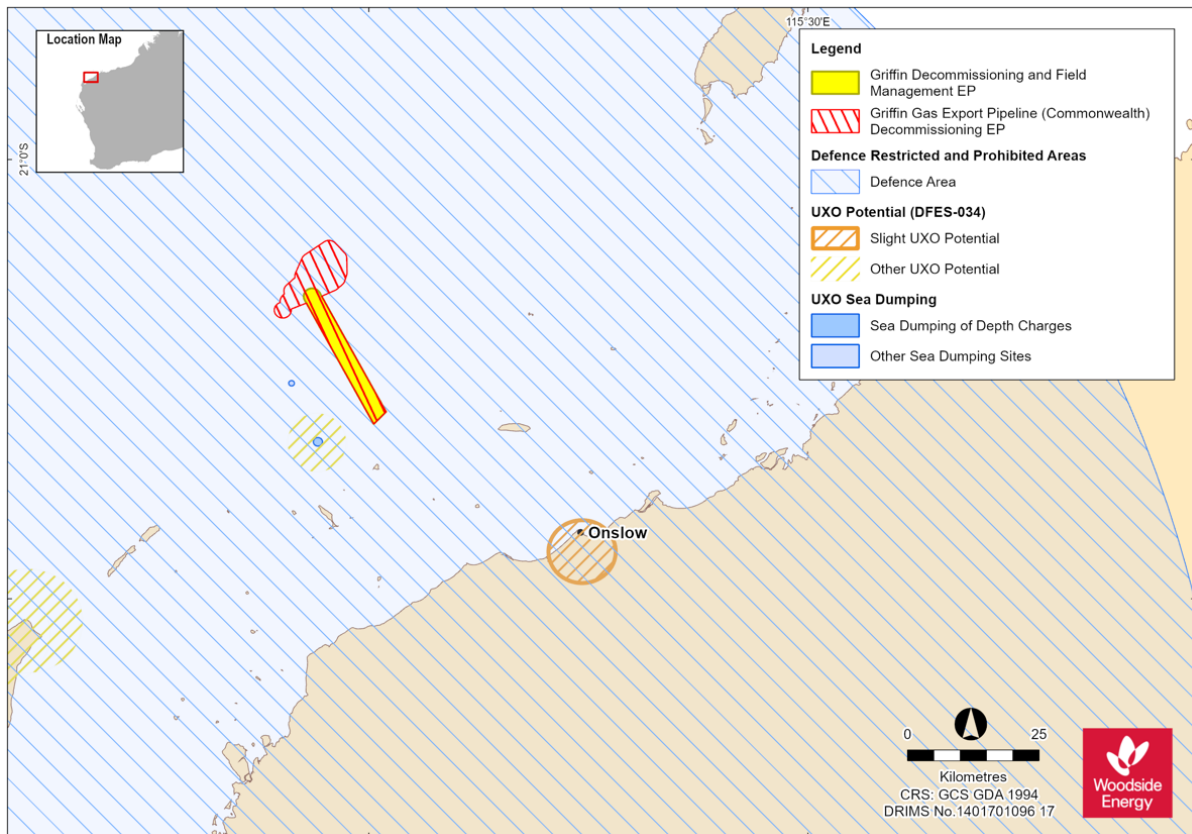 Location Map
115°30'E
21°0'S
Legend
Griffin Decommissioning and Field
Management EP
Griffin Gas Export Pipeline (Commonwealth)
Decommissioning EP
Defence Restricted and Prohibited Areas
Defence Area
UXO Potential (DFES-034)
Slight UXO Potential
Other UXO Potential
UXO Sea Dumping
Sea Dumping of Depth Charges
Other Sea Dumping Sites
Onslow
0 25
Kilometres
CRS: GCS GDA 1994
DRIMS No.1401701096 17
Woodside
Energy